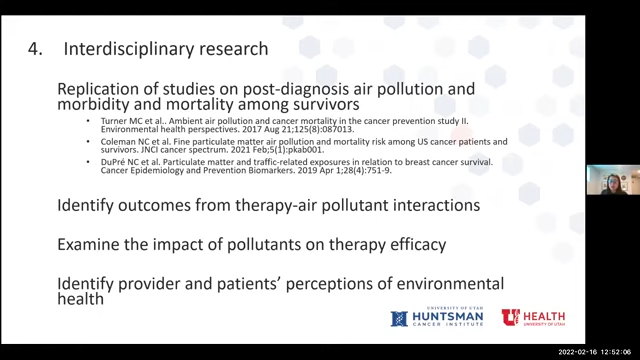 4. Interdisciplinary research
Replication of studies on post-diagnosis air pollution and
morbidity and mortality among survivors
• Turner MC et al.. Ambient air pollution and cancer mortality in the cancer prevention study II.
Environmental health perspectives. 2017 Aug 21;125(8):087013.
• Coleman NC et al. Fine particulate matter air pollution and mortality risk among US cancer patients and
survivors. JNCI cancer spectrum. 2021 Feb;5(1):pkab001.
• DuPré NC et al. Particulate matter and traffic-related exposures in relation to breast cancer survival.
Cancer Epidemiology and Prevention Biomarkers. 2019 Apr 1;28(4):751-9.
Identify outcomes from therapy-air pollutant interactions
Examine the impact of pollutants on therapy efficacy
Identify provider and patients' perceptions of environmental
health
UNIVERSITY OF UTAH
HUNTSMAN
CANCER INSTITUTE
U HEALTH
UNIVERSITY OF UTAH
2022-02-16 12:52:06